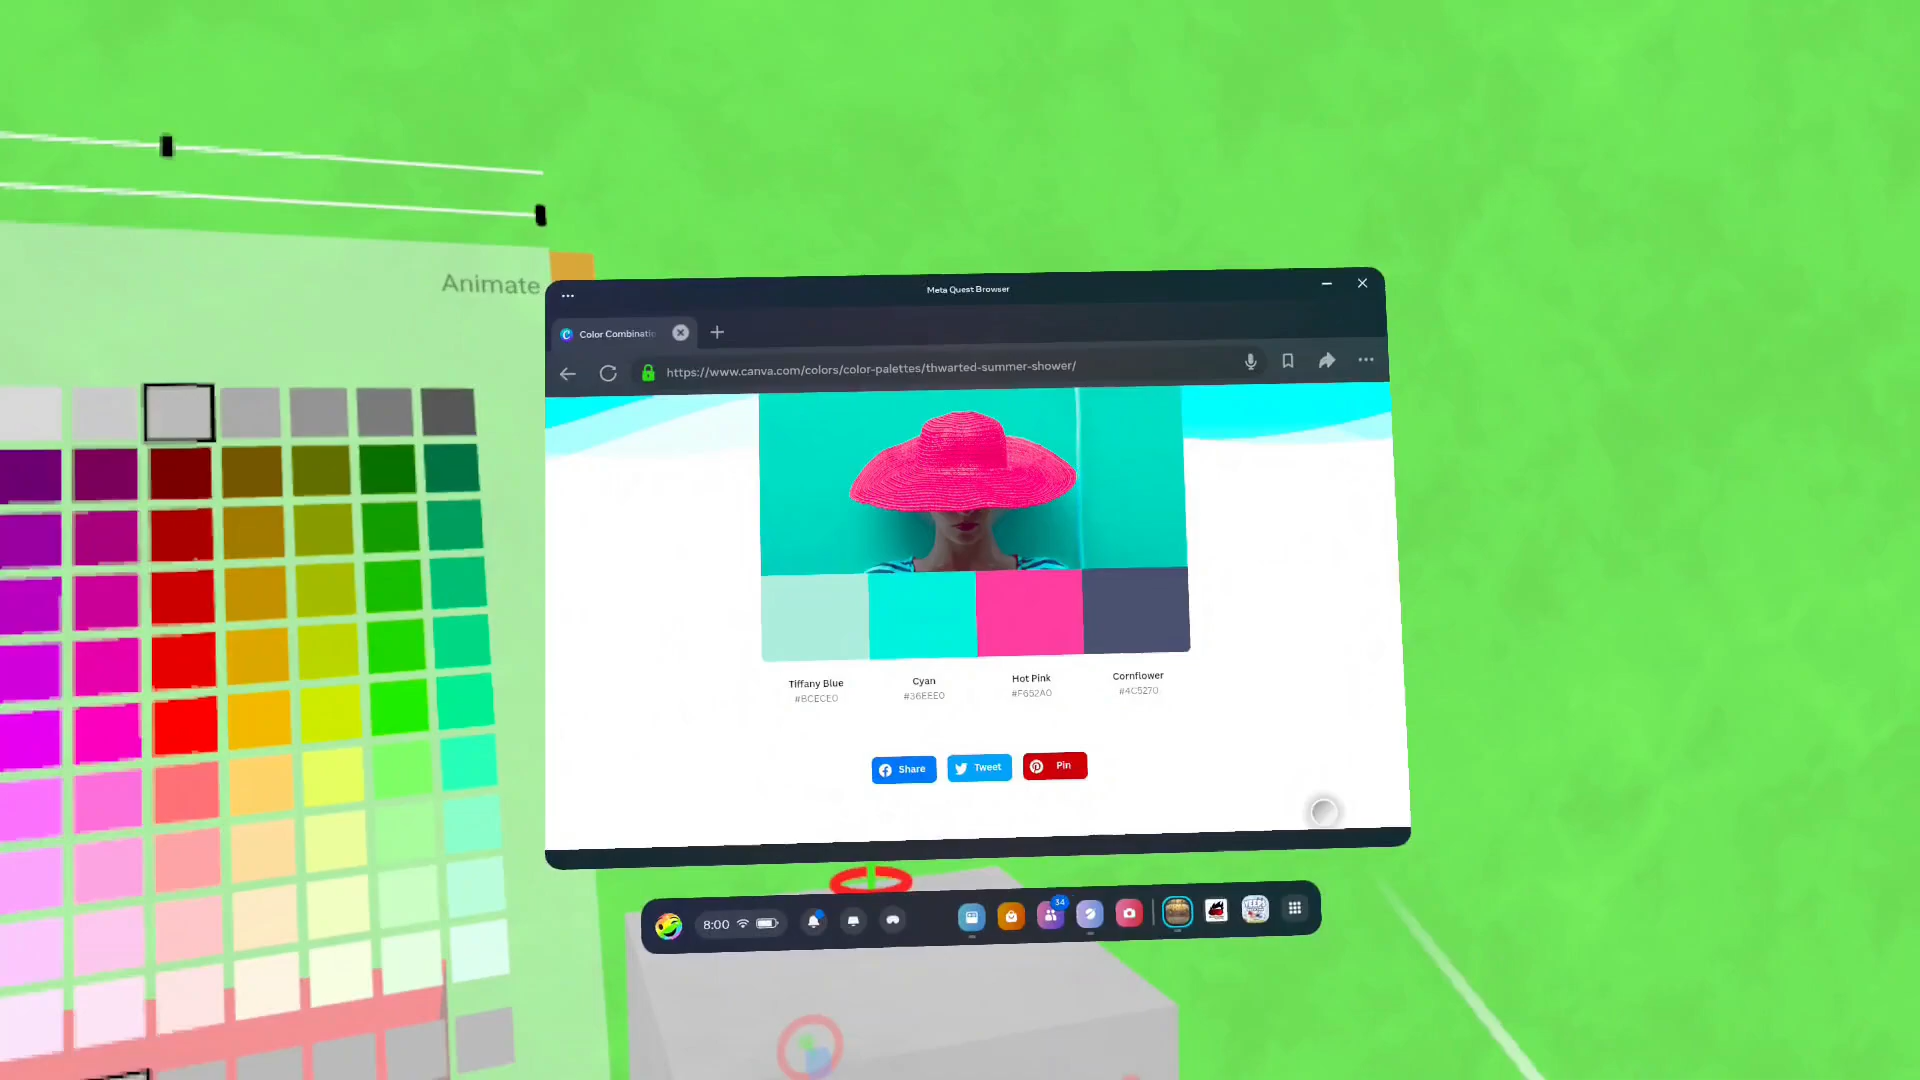 Animate
Meta Quest Browser
Color Combinatio
https://www.canva.com/colors/color-palettes/thwarted-summer-shower/
Tiffany Blue
#BCECE0
Cyan
#36EEE0
Hot Pink
#F652A0
Cornflower
#4C5270
Share
Tweet
Pin
8:00
34
YEEPS